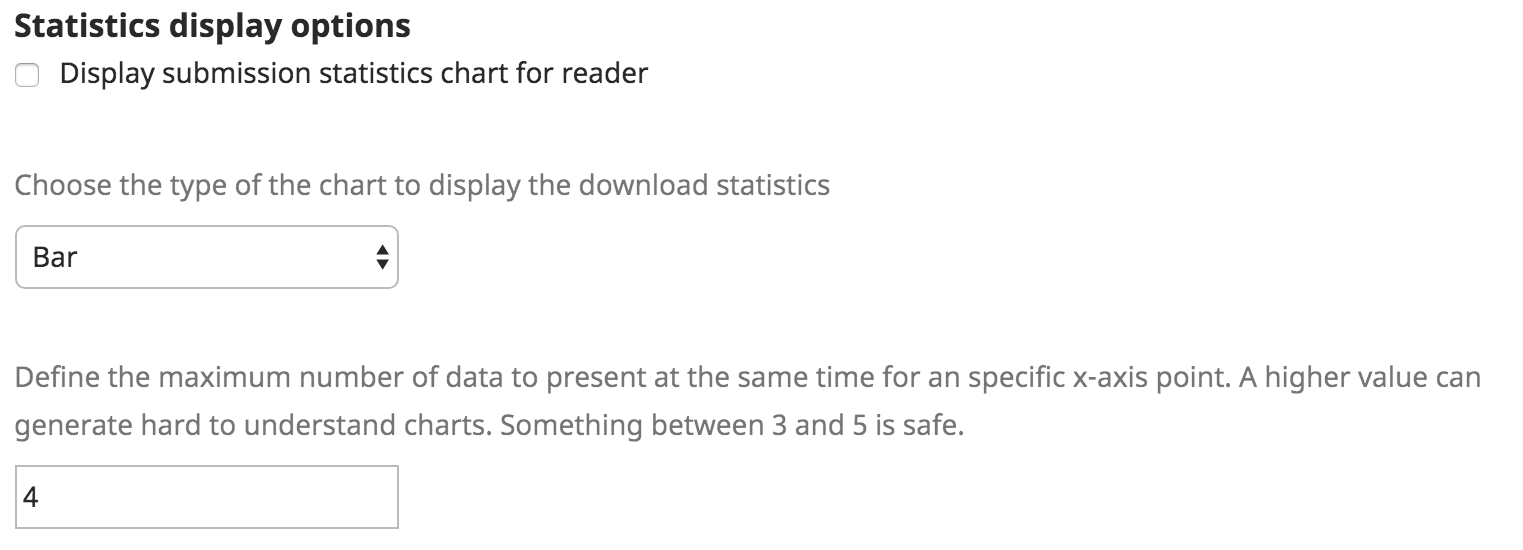 Statistics display options
Display submission statistics chart for reader
Choose the type of the chart to display the download statistics
Bar
Define the maximum number of data to present at the same time for an specific x-axis point. A higher value can
generate hard to understand charts. Something between 3 and 5 is safe.
4